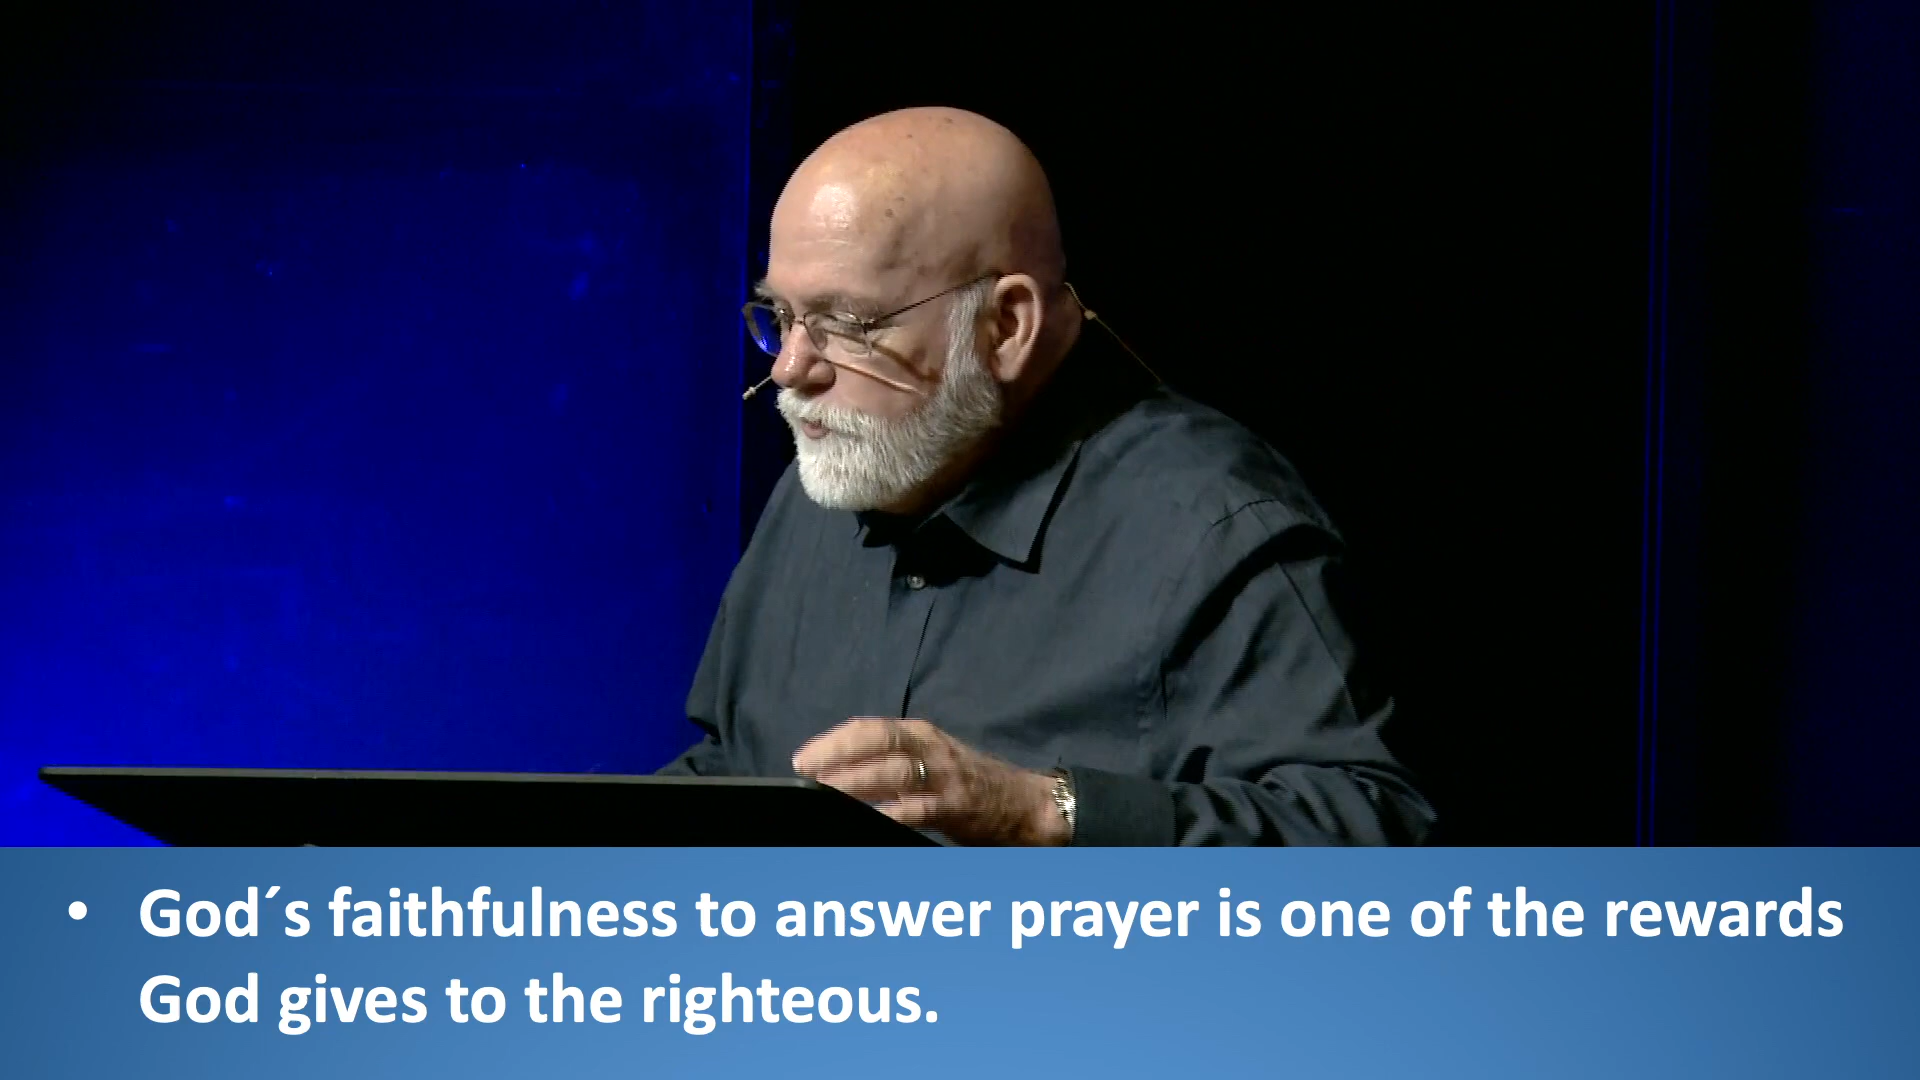 • God´s faithfulness to answer prayer is one of the rewards
God gives to the righteous.